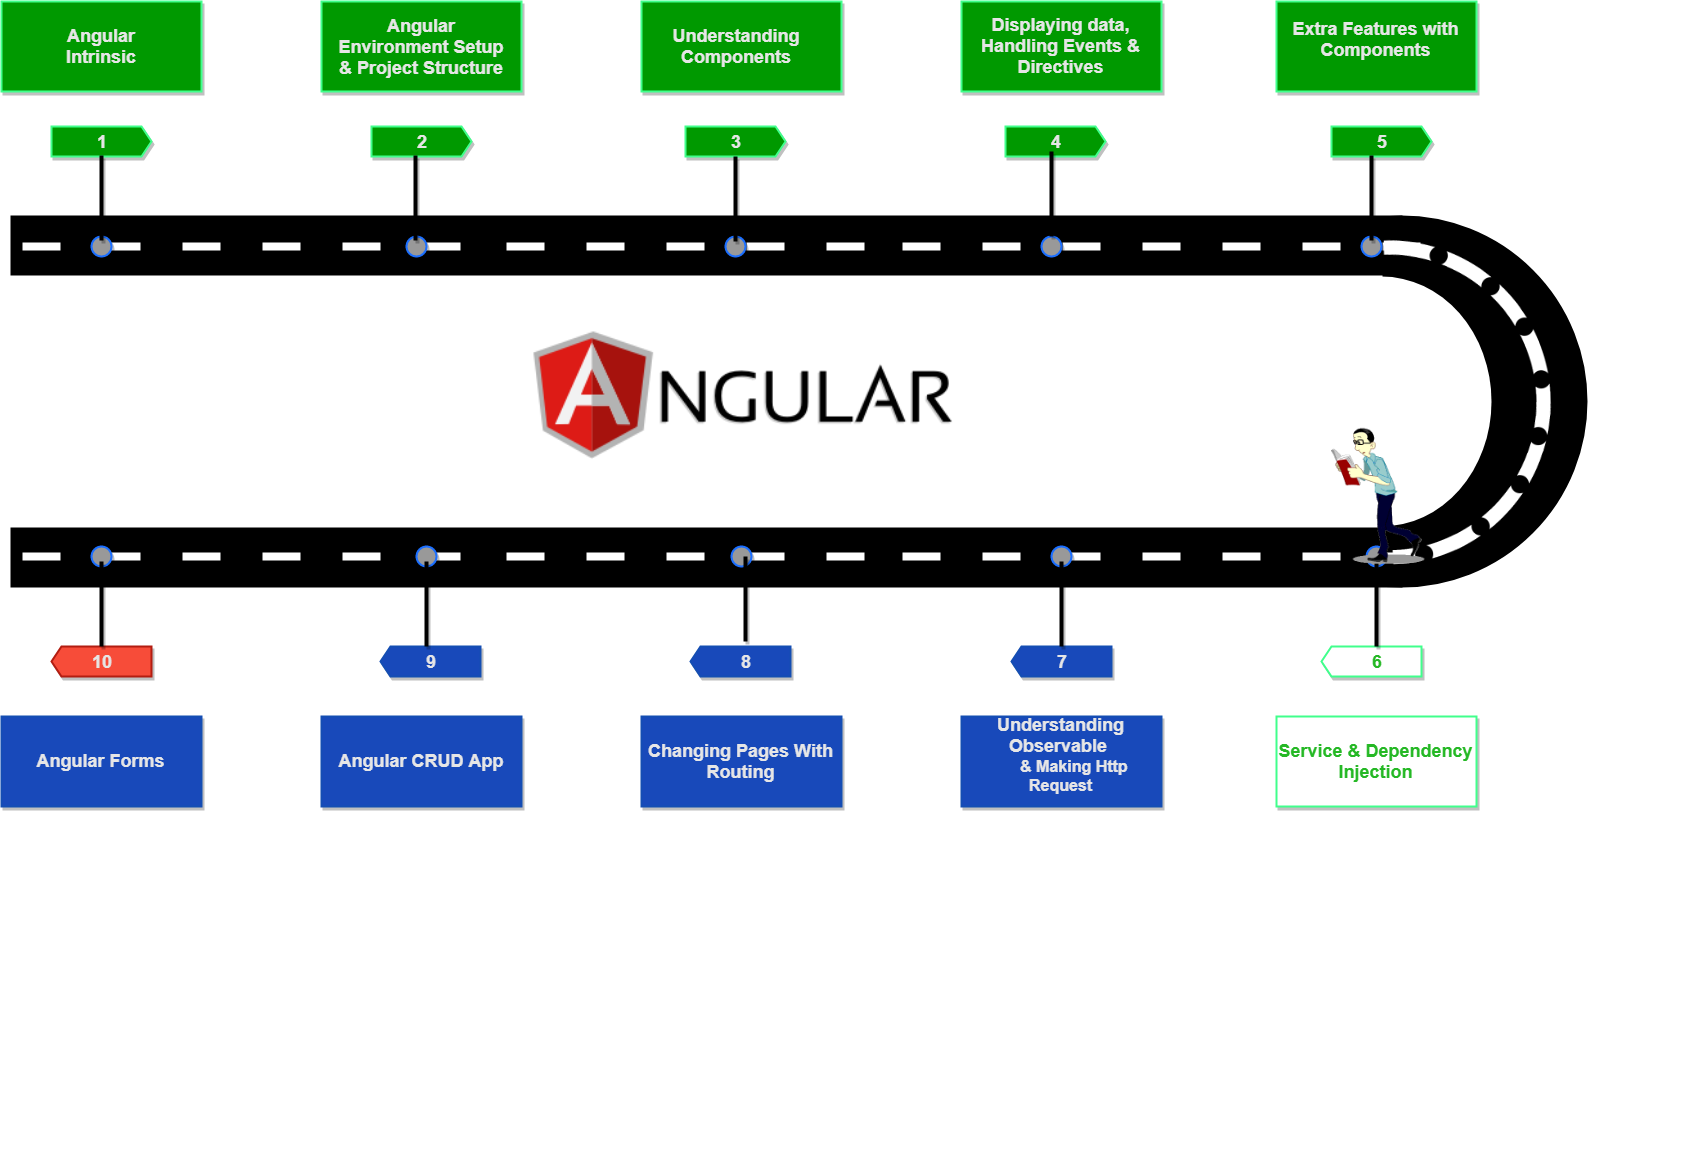 Angular
Intrinsic
Angular
Environment Setup
& Project Structure
Understanding
Components
Displaying data,
Handling Events &
Directives
Extra Features with
Components
1
2
3
4
5
ANGULAR
10
9
8
7
6
Angular Forms
Angular CRUD App
Changing Pages With
Routing
Understanding
Observable
& Making Http
Request
Service & Dependency
Injection